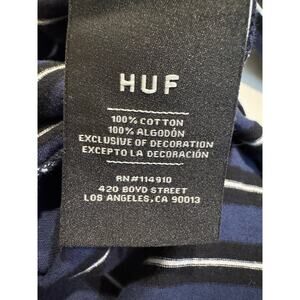 HUF
100% COTTON
100% ALGODÓN
EXCLUSIVE OF DECORATION
EXCEPTO LA DECORACIÓN
RN#114910
420 BOYD STREET
LOS ANGELES, CA 90013